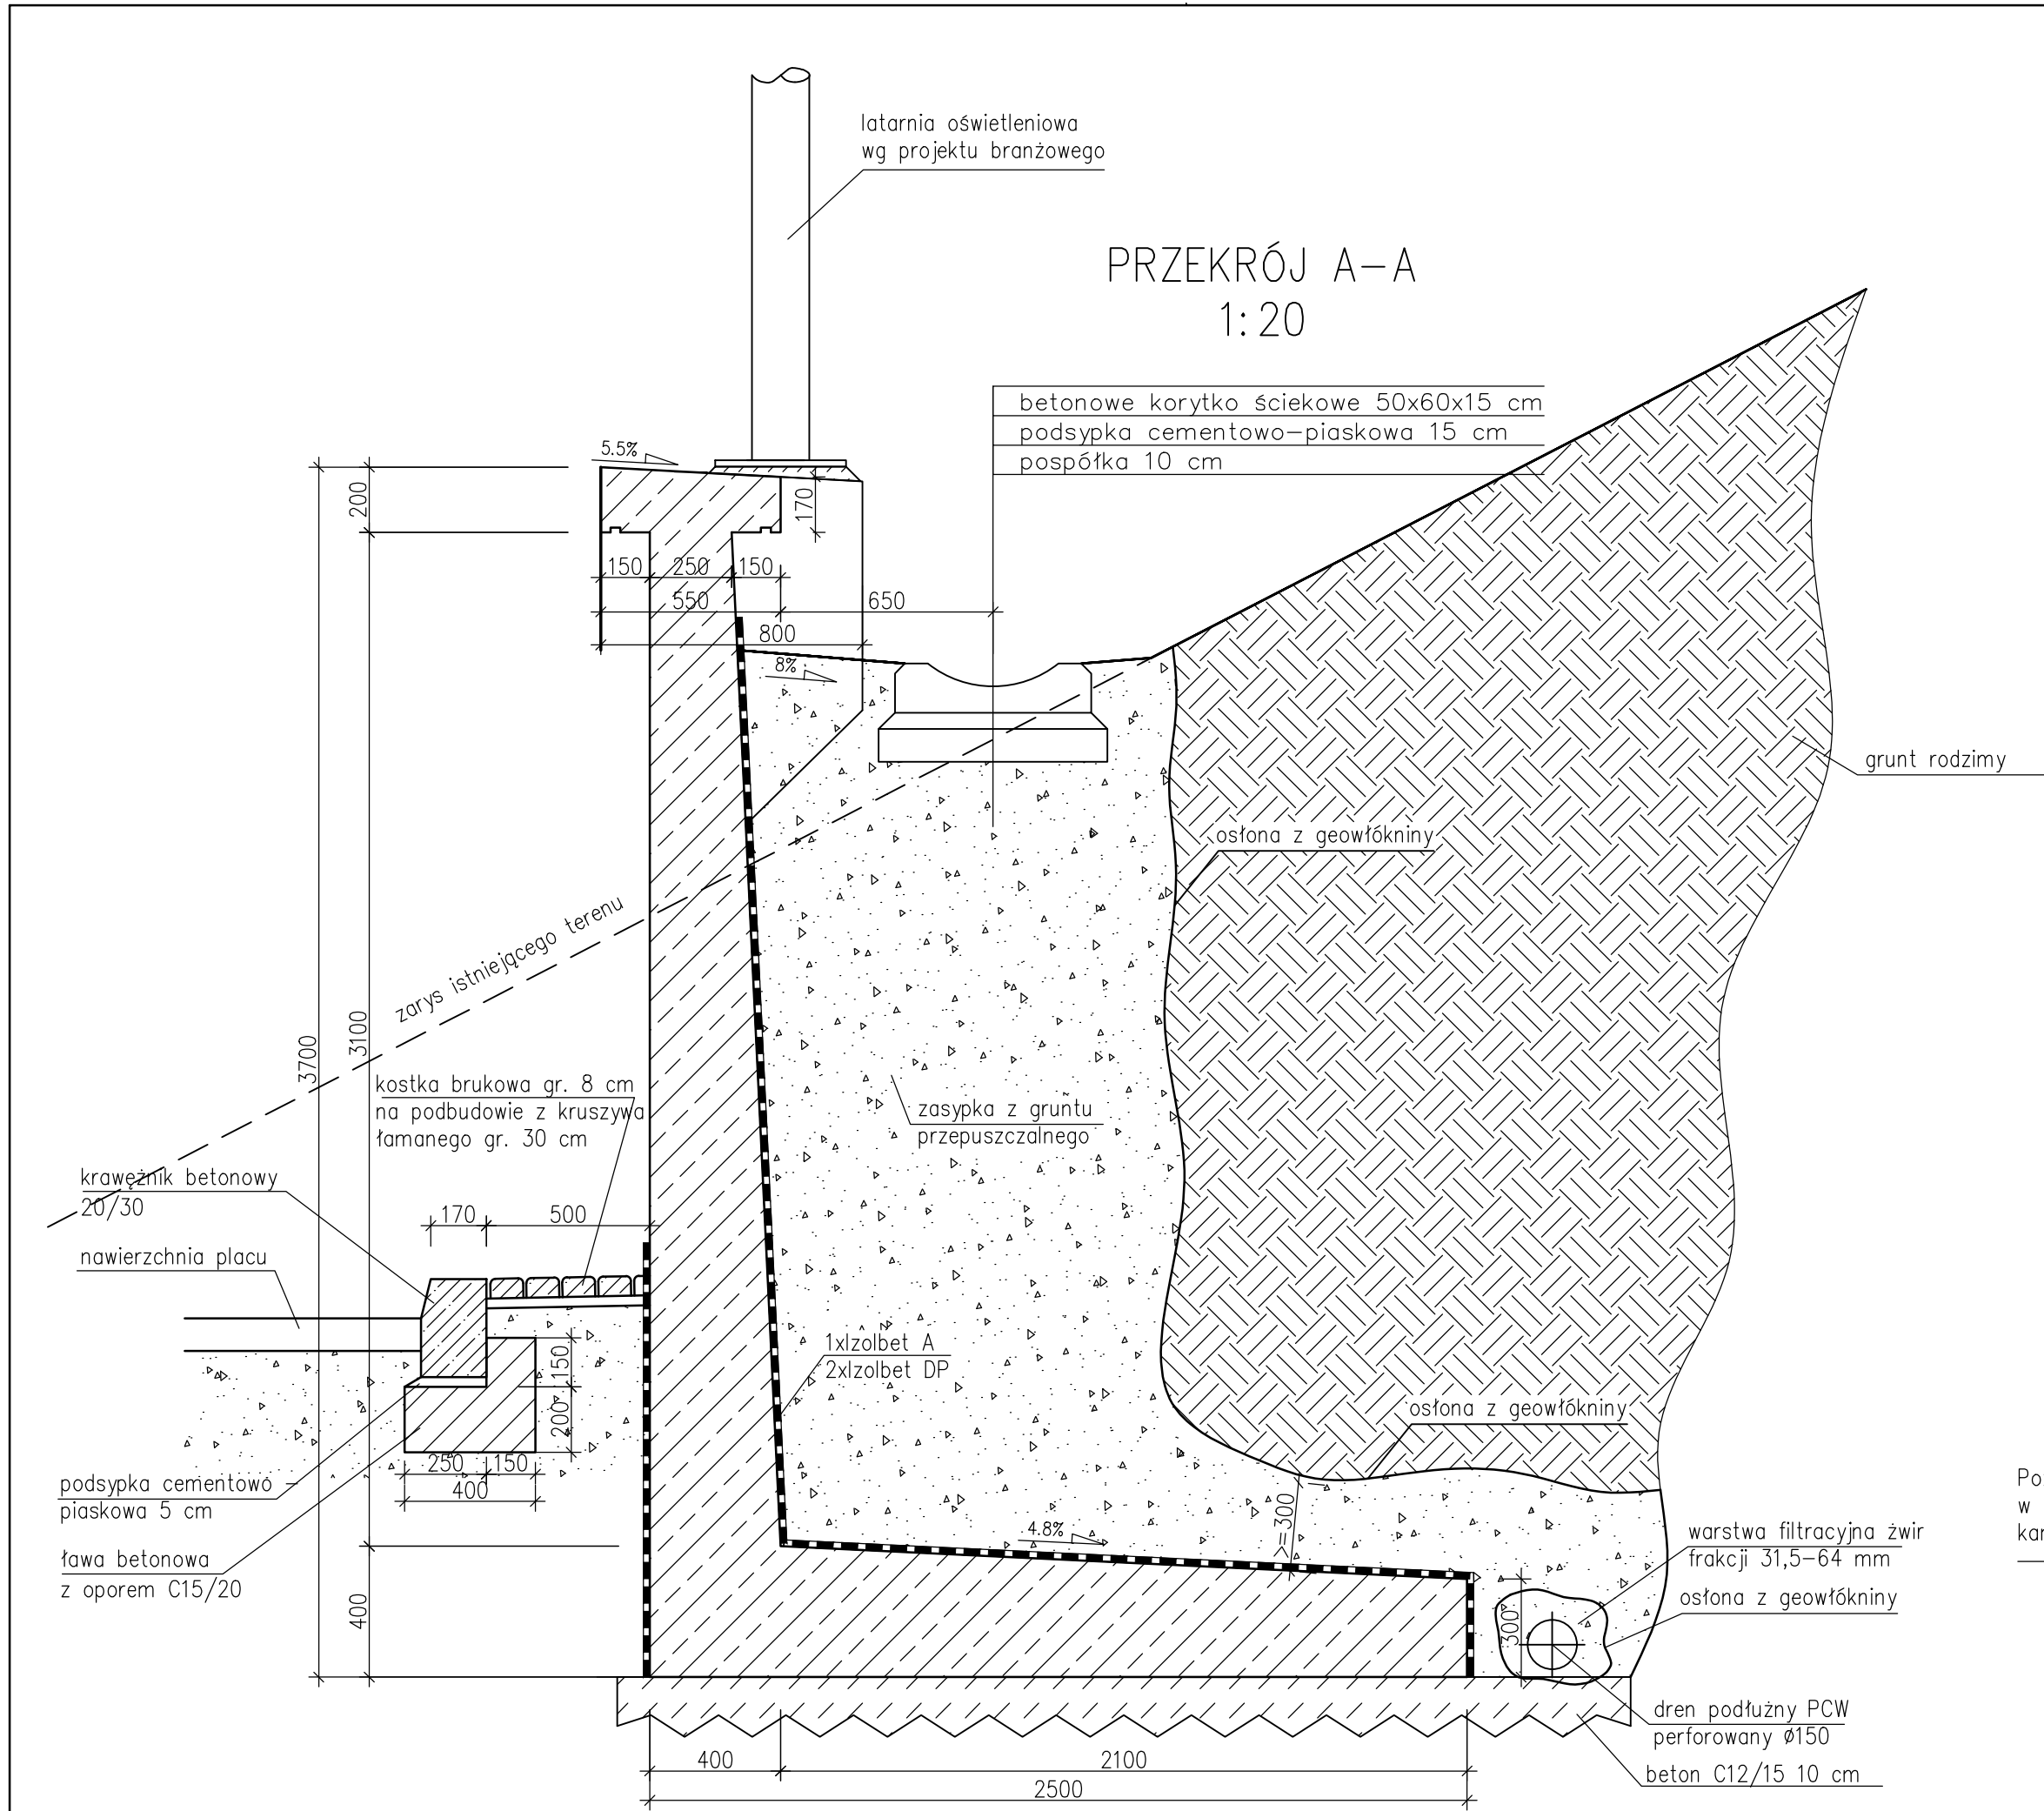 latarnia oświetleniowa
wg projektu branżowego
PRZEKRÓJ A-A
1:20
betonowe korytko ściekowe 50x60x15 cm
podsypka cementowo-piaskowa 15 cm
pospółka 10 cm
5.5%
200
170
150
250
150
550
650
800
8%
grunt rodzimy
osłona z geowłókniny
zarys istniejącego terenu
3700
3100
kostka brukowa gr. 8 cm
na podbudowie z kruszywa
łamanego gr. 30 cm
zasypka z gruntu
przepuszczalnego
krawężnik betonowy
20/30
170
500
nawierzchnia placu
1xIzolbet A
2xIzolbet DP
150
200
osłona z geowłókniny
250
150
400
podsypka cementowo -
piaskowa 5 cm
>=300
4.8%
warstwa filtracyjna żwir
frakcji 31,5-64 mm
ława betonowa
z oporem C15/20
osłona z geowłókniny
400
300
dren podłużny PCW
perforowany Ø150
beton C12/15 10 cm
400
2100
2500
w